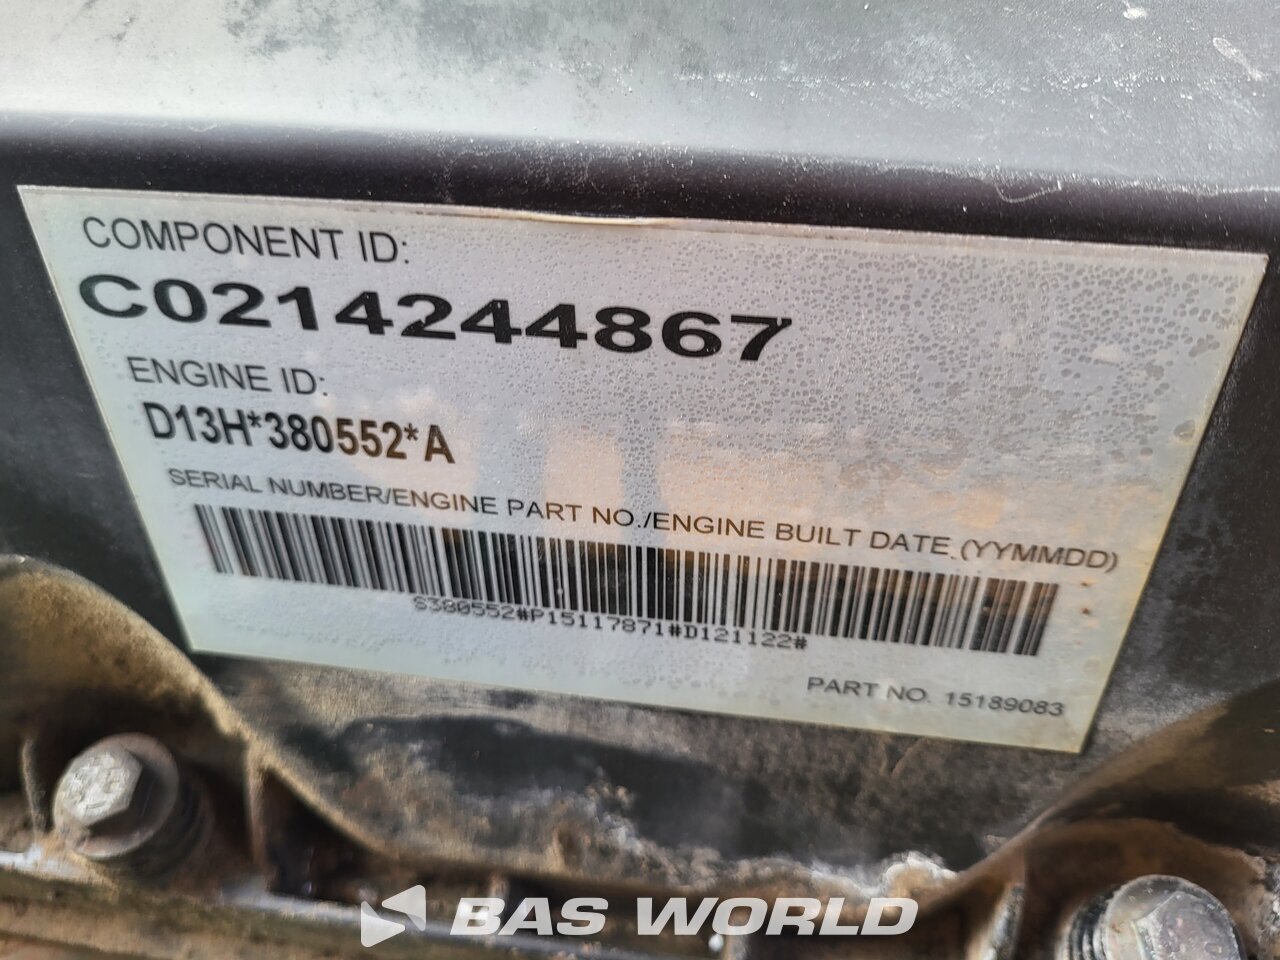 COMPONENT ID:
C0214244867
ENGINE ID:
D13H*380552*A
SERIAL NUMBER/ENGINE PART NO./ENGINE BUILT DATE (YYMMDD)
S380552#P15117871#D121122#
PART NO. 15189083
BAS WORLD